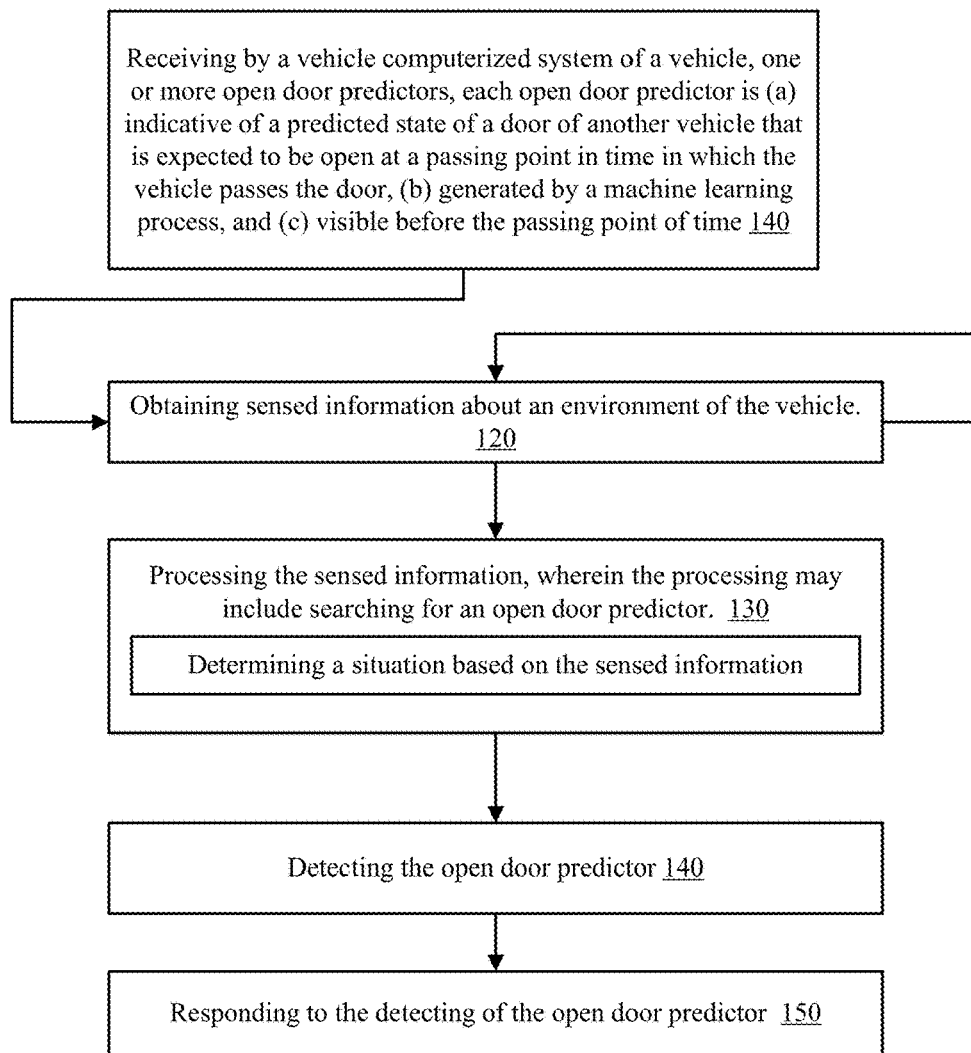 Receiving by a vehicle computerized system of a vehicle, one
or more open door predictors, each open door predictor is (a)
indicative of a predicted state of a door of another vehicle that
is expected to be open at a passing point in time in which the
vehicle passes the door, (b) generated by a machine learning
process, and (c) visible before the passing point of time 140
Obtaining sensed information about an environment of the vehicle.
120
Processing the sensed information, wherein the processing may
include searching for an open door predictor. 130
Determining a situation based on the sensed information
Detecting the open door predictor 140
Responding to the detecting of the open door predictor 150